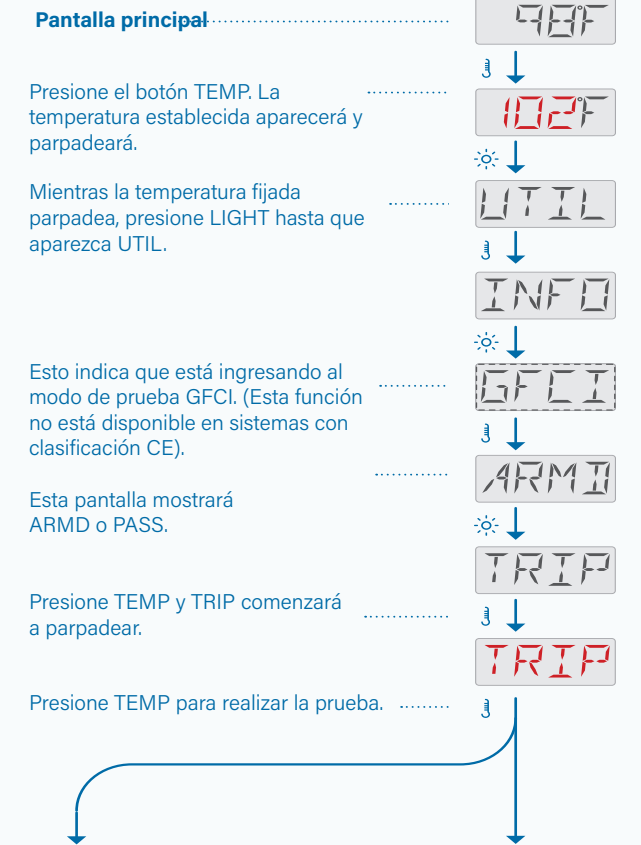 Pantalla principal
98°F
Presione el botón TEMP. La
temperatura establecida aparecerá y
parpadeará.
102°F
Mientras la temperatura fijada
parpadea, presione LIGHT hasta que
aparezca UTIL.
UTIL
INFO
Esto indica que está ingresando al
modo de prueba GFCI. (Esta función
no está disponible en sistemas con
clasificación CE).
GFCI
Esta pantalla mostrará
ARMD o PASS.
ARMD
TRIP
Presione TEMP y TRIP comenzará
a parpadear.
TRIP
Presione TEMP para realizar la prueba.